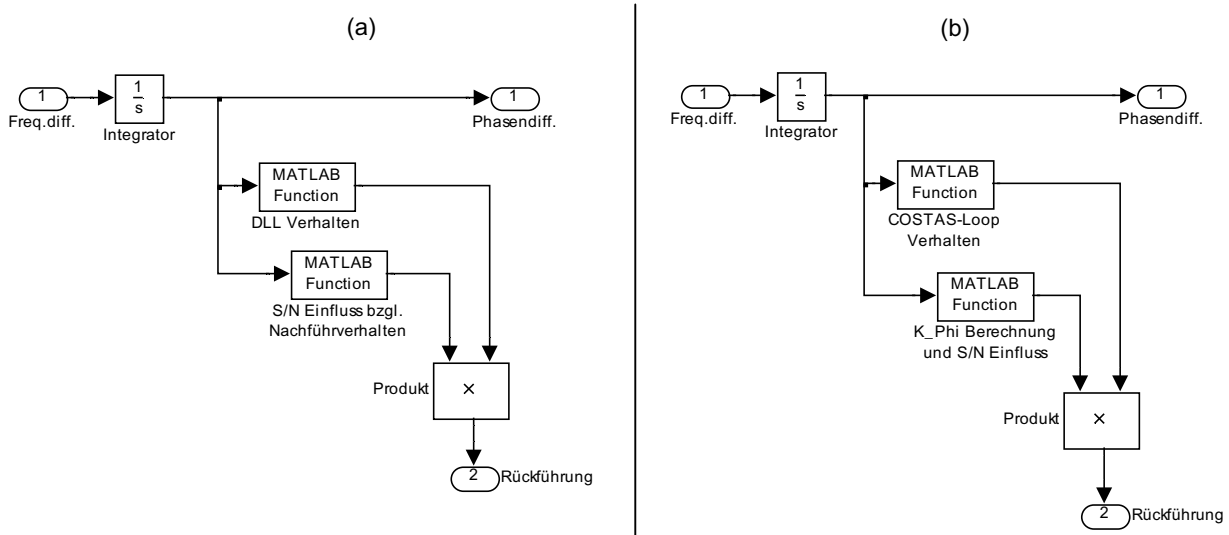 (a)
1
Freq.diff.
1
s
Integrator
1
Phasendiff.
MATLAB
Function
DLL Verhalten
MATLAB
Function
S/N Einfluss bzgl.
Nachführverhalten
Produkt
×
2
Rückführung
(b)
1
Freq.diff.
1
s
Integrator
1
Phasendiff.
MATLAB
Function
COSTAS-Loop
Verhalten
MATLAB
Function
K_Phi Berechnung
und S/N Einfluss
Produkt
×
2
Rückführung